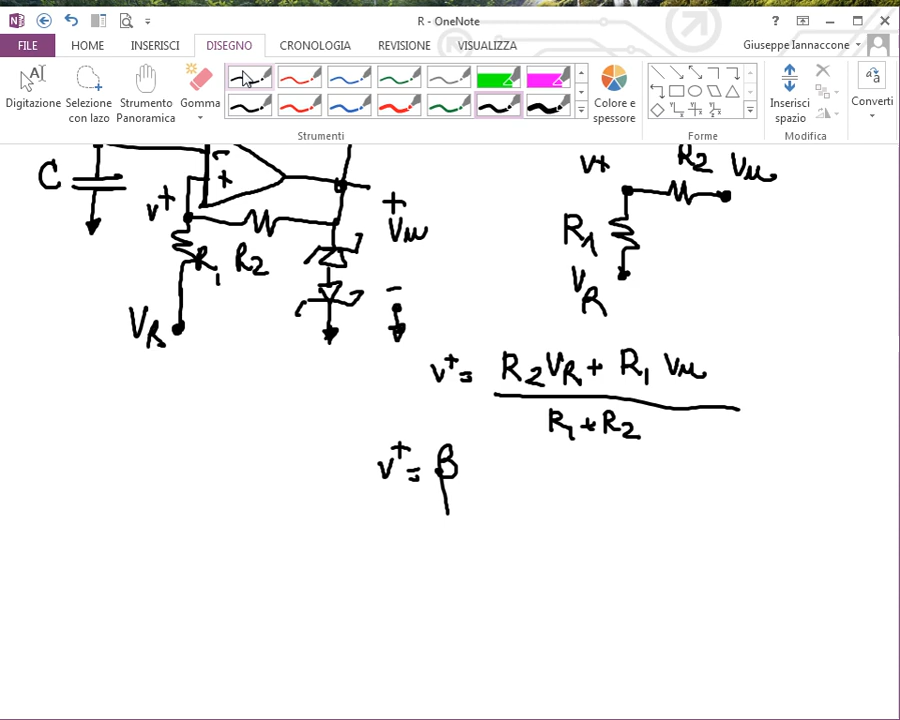 R - OneNote
FILE HOME INSERISCI DISEGNO CRONOLOGIA REVISIONE VISUALIZZA Giuseppe Iannaccone
Digitazione
Selezione con lazo
Strumento Panoramica
Gomma
Colore e spessore
Inserisci spazio
Converti
Strumenti
Forme
Modifica
C
+
V+
R1 R2
VR
+
Vu
-
V+
R2 Vu
R1
VR
V+ = R2VR + R1 Vu
R1 + R2
V+ = β